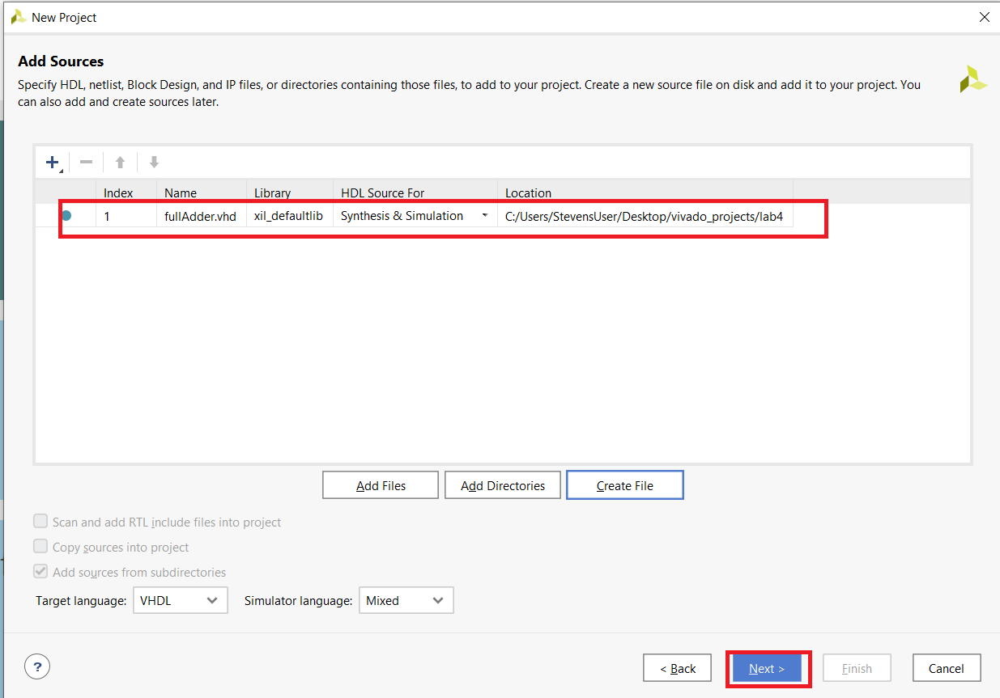 New Project
Add Sources
Specify HDL, netlist, Block Design, and IP files, or directories containing those files, to add to your project. Create a new source file on disk and add it to your project. You
can also add and create sources later.
Index Name Library HDL Source For Location
1 fullAdder.vhd xil_defaultlib Synthesis & Simulation C:/Users/StevensUser/Desktop/vivado_projects/lab4
Add Files Add Directories Create File
Scan and add RTL include files into project
Copy sources into project
Add sources from subdirectories
Target language: VHDL Simulator language: Mixed
? < Back Next > Finish Cancel